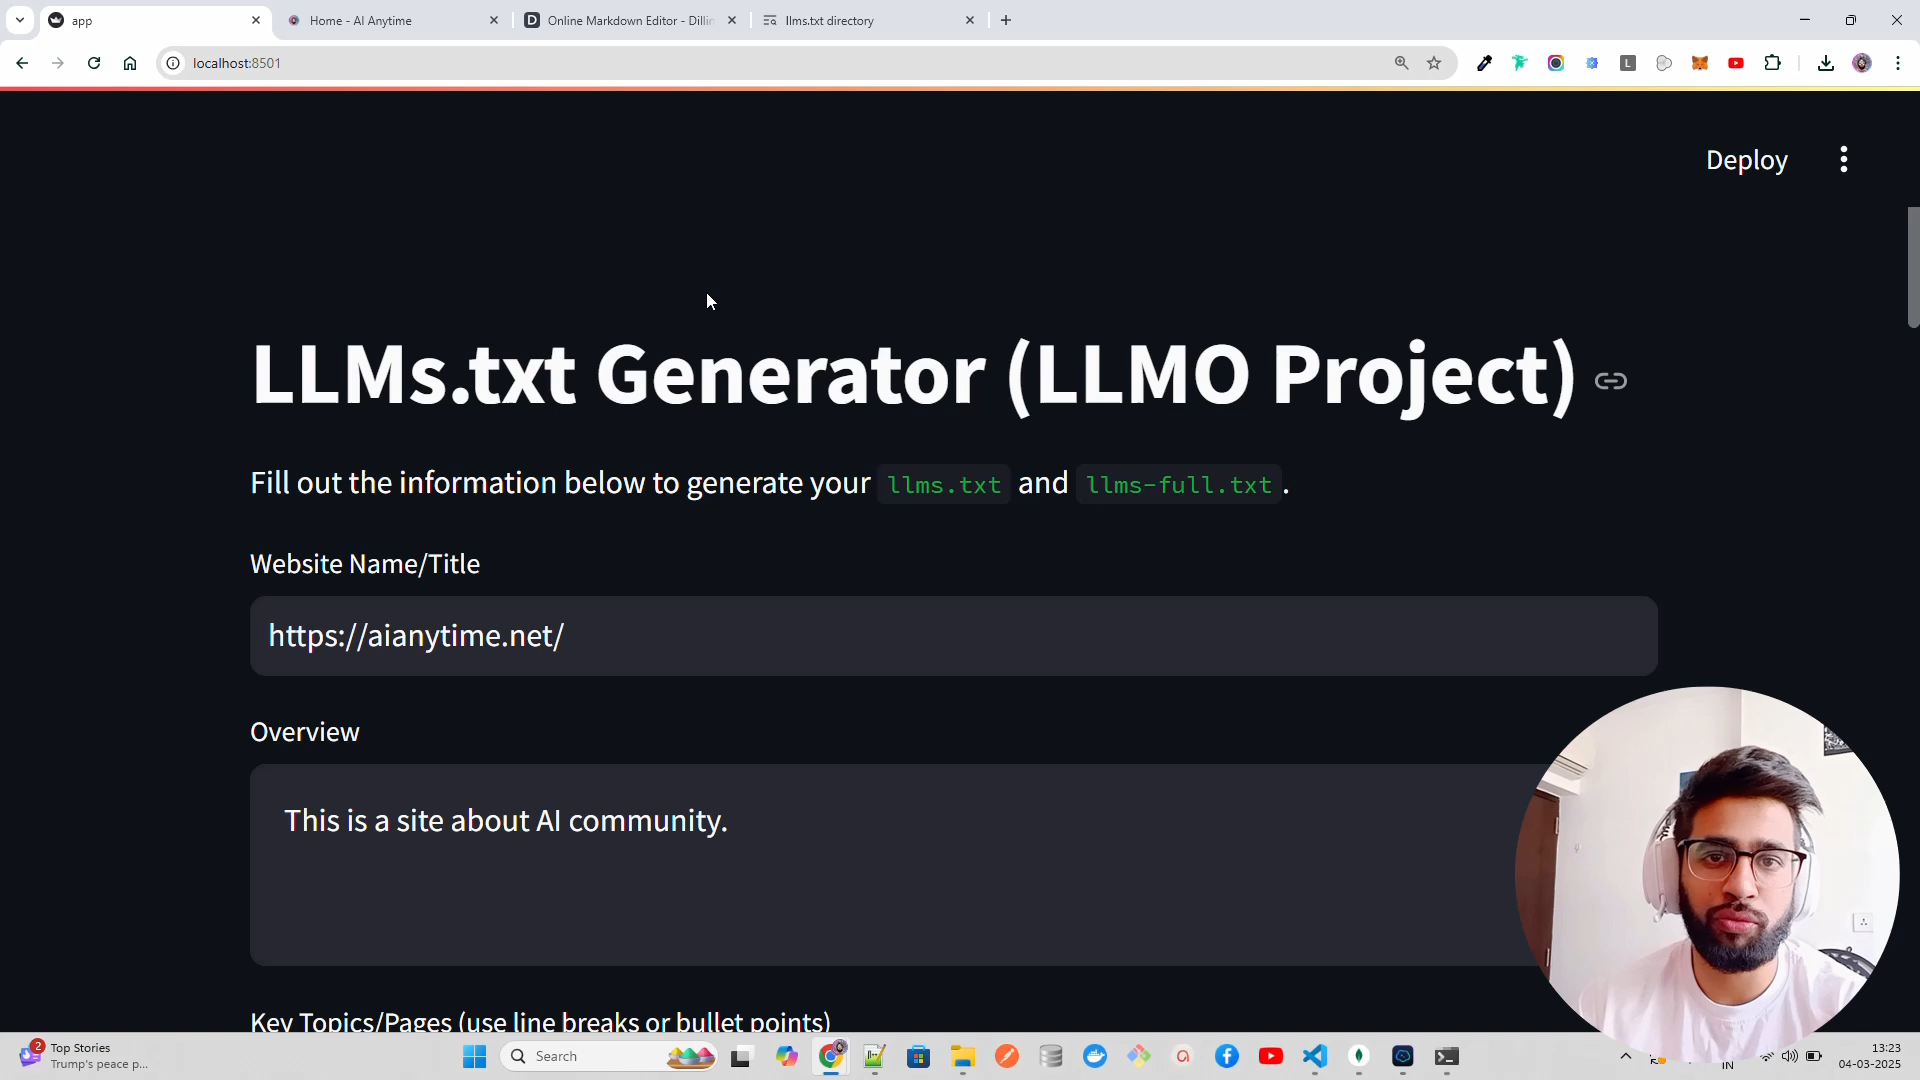 app
Home - AI Anytime
Online Markdown Editor - Dillin
llms.txt directory
localhost:8501
Deploy
LLMs.txt Generator (LLMO Project)
Fill out the information below to generate your llms.txt and llms-full.txt.
Website Name/Title
https://aianytime.net/
Overview
This is a site about AI community.
Key Topics/Pages (use line breaks or bullet points)
2
Top Stories
Trump's peace p...
Search
IN
13:23
04-03-2025